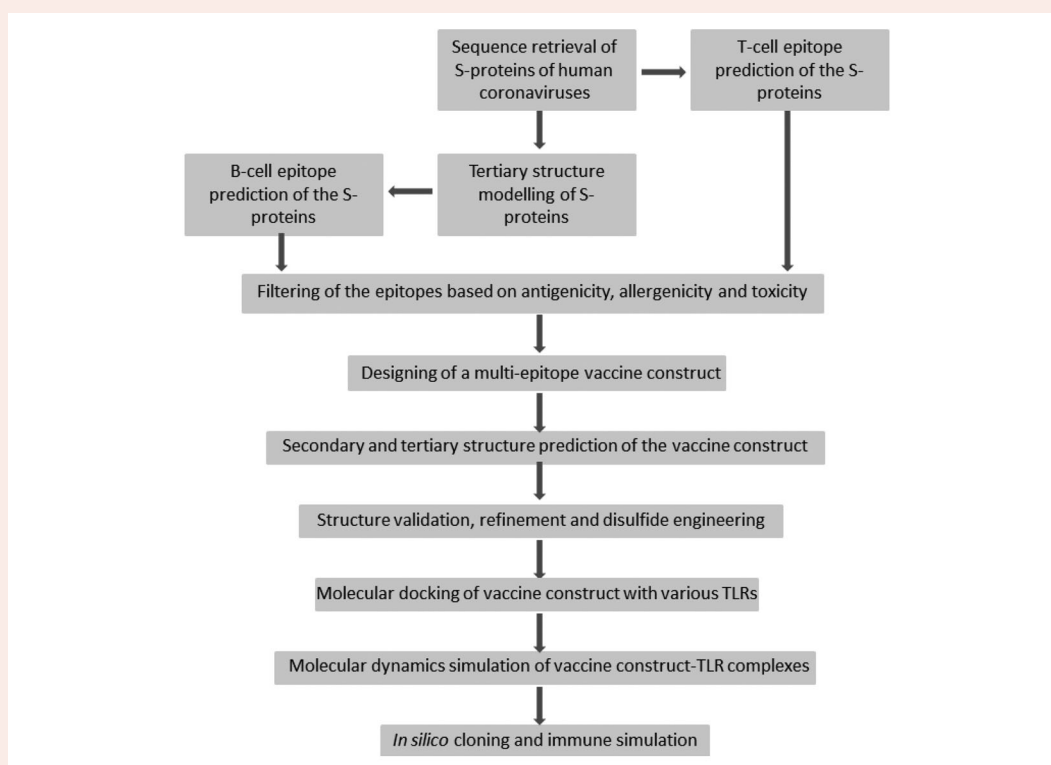 Sequence retrieval of
S-proteins of human
coronaviruses
T-cell epitope
prediction of the S-
proteins
B-cell epitope
prediction of the S-
proteins
Tertiary structure
modelling of S-
proteins
Filtering of the epitopes based on antigenicity, allergenicity and toxicity
Designing of a multi-epitope vaccine construct
Secondary and tertiary structure prediction of the vaccine construct
Structure validation, refinement and disulfide engineering
Molecular docking of vaccine construct with various TLRs
Molecular dynamics simulation of vaccine construct-TLR complexes
In silico cloning and immune simulation